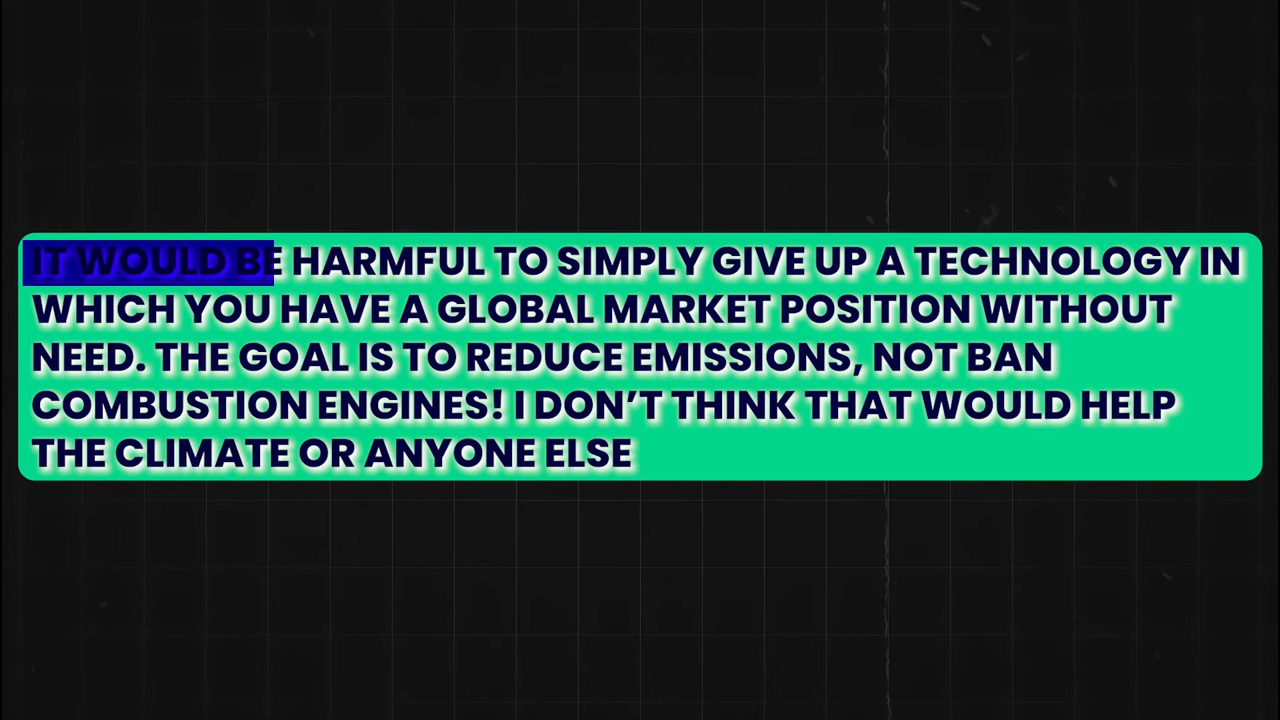 IT WOULD BE HARMFUL TO SIMPLY GIVE UP A TECHNOLOGY IN
WHICH YOU HAVE A GLOBAL MARKET POSITION WITHOUT
NEED. THE GOAL IS TO REDUCE EMISSIONS, NOT BAN
COMBUSTION ENGINES! I DON’T THINK THAT WOULD HELP
THE CLIMATE OR ANYONE ELSE